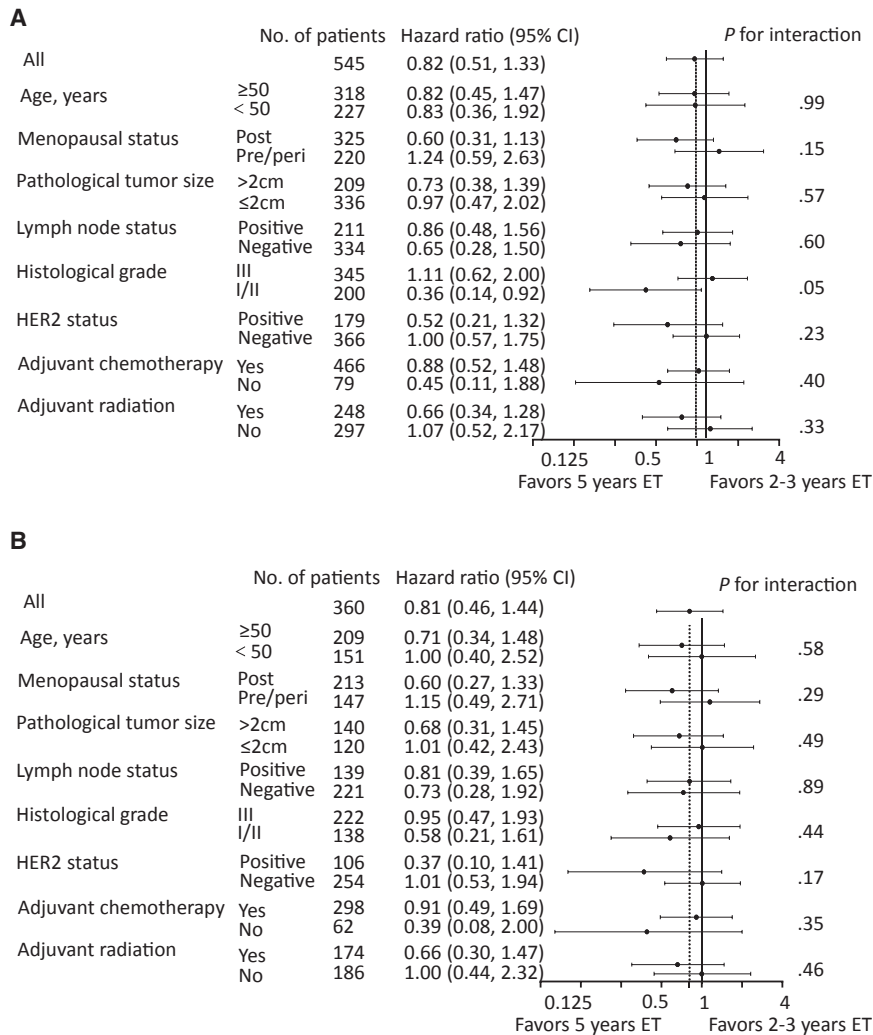 A
No. of patients Hazard ratio (95% CI) P for interaction
All 545 0.82 (0.51, 1.33)
Age, years ≥50 318 0.82 (0.45, 1.47)
< 50 227 0.83 (0.36, 1.92) .99
Menopausal status Post 325 0.60 (0.31, 1.13)
Pre/peri 220 1.24 (0.59, 2.63) .15
Pathological tumor size >2cm 209 0.73 (0.38, 1.39)
≤2cm 336 0.97 (0.47, 2.02) .57
Lymph node status Positive 211 0.86 (0.48, 1.56)
Negative 334 0.65 (0.28, 1.50) .60
Histological grade III 345 1.11 (0.62, 2.00)
I/II 200 0.36 (0.14, 0.92) .05
HER2 status Positive 179 0.52 (0.21, 1.32)
Negative 366 1.00 (0.57, 1.75) .23
Adjuvant chemotherapy Yes 466 0.88 (0.52, 1.48)
No 79 0.45 (0.11, 1.88) .40
Adjuvant radiation Yes 248 0.66 (0.34, 1.28)
No 297 1.07 (0.52, 2.17) .33
0.125 0.5 1 4
Favors 5 years ET Favors 2-3 years ET
B
No. of patients Hazard ratio (95% CI) P for interaction
All 360 0.81 (0.46, 1.44)
Age, years ≥50 209 0.71 (0.34, 1.48)
< 50 151 1.00 (0.40, 2.52) .58
Menopausal status Post 213 0.60 (0.27, 1.33)
Pre/peri 147 1.15 (0.49, 2.71) .29
Pathological tumor size >2cm 140 0.68 (0.31, 1.45)
≤2cm 120 1.01 (0.42, 2.43) .49
Lymph node status Positive 139 0.81 (0.39, 1.65)
Negative 221 0.73 (0.28, 1.92) .89
Histological grade III 222 0.95 (0.47, 1.93)
I/II 138 0.58 (0.21, 1.61) .44
HER2 status Positive 106 0.37 (0.10, 1.41)
Negative 254 1.01 (0.53, 1.94) .17
Adjuvant chemotherapy Yes 298 0.91 (0.49, 1.69)
No 62 0.39 (0.08, 2.00) .35
Adjuvant radiation Yes 174 0.66 (0.30, 1.47)
No 186 1.00 (0.44, 2.32) .46
0.125 0.5 1 4
Favors 5 years ET Favors 2-3 years ET